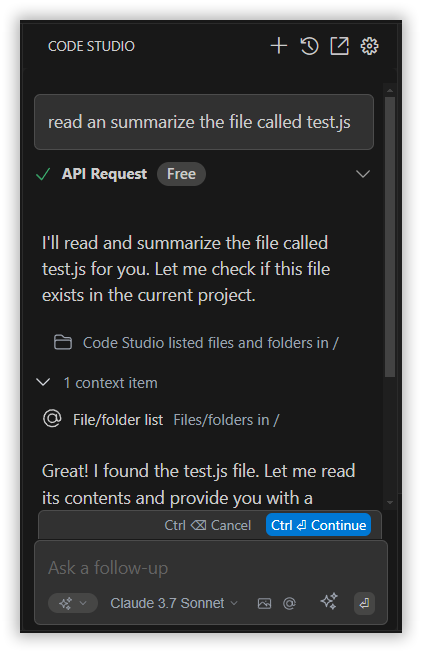 CODE STUDIO
read an summarize the file called test.js
API Request Free
I'll read and summarize the file called
test.js for you. Let me check if this file
exists in the current project.
Code Studio listed files and folders in /
1 context item
@ File/folder list Files/folders in /
Great! I found the test.js file. Let me read
its contents and provide you with a
Ctrl ⌫ Cancel Ctrl ⏎ Continue
Ask a follow-up
Claude 3.7 Sonnet @ ⏎